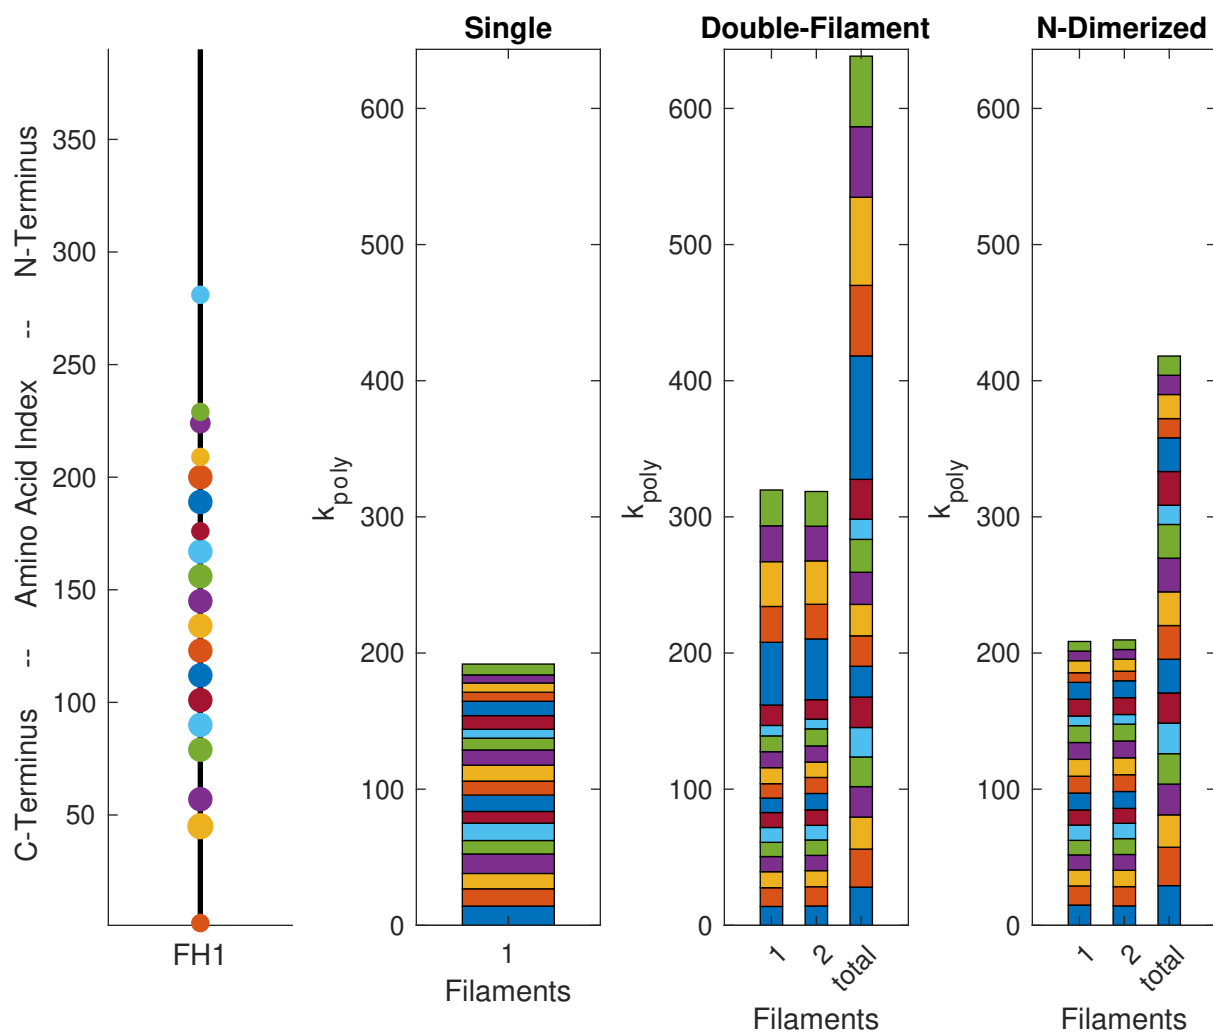 Single
Double-Filament
N-Dimerized
C-Terminus -- Amino Acid Index -- N-Terminus
350
300
250
200
150
100
50
FH1
k_poly
600
500
400
300
200
100
0
1
Filaments
k_poly
600
500
400
300
200
100
0
1
2
total
Filaments
k_poly
600
500
400
300
200
100
0
1
2
total
Filaments